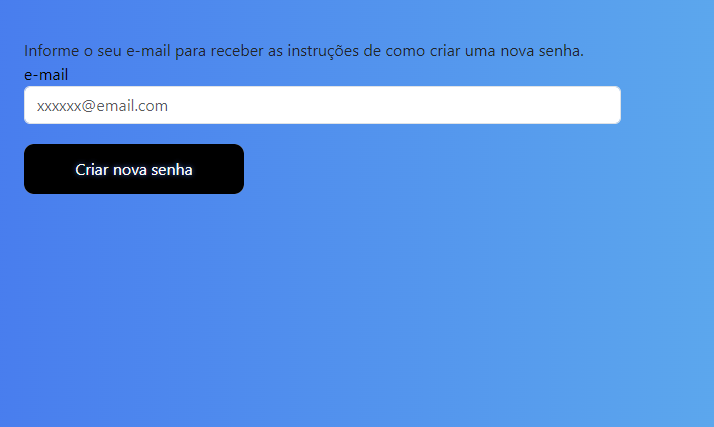 Informe o seu e-mail para receber as instruções de como criar uma nova senha.
e-mail
xxxxxx@email.com
Criar nova senha